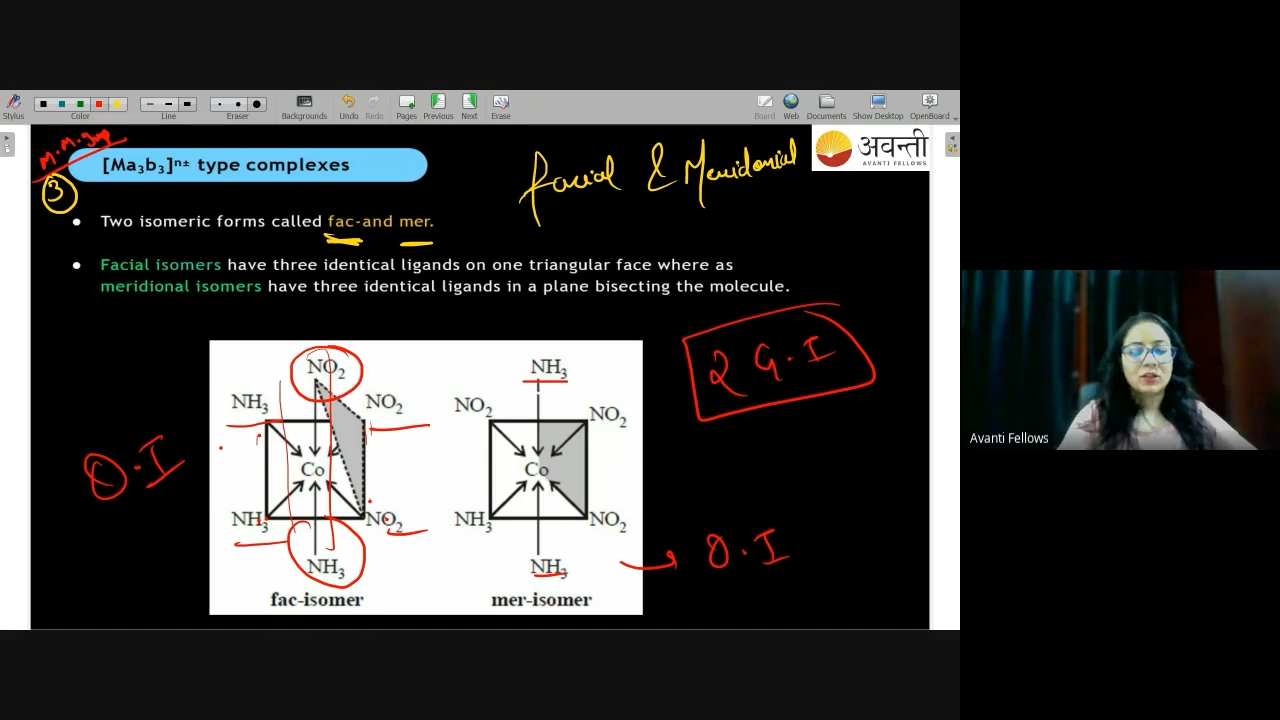 Stylus
Color
Line
Eraser
Backgrounds
Undo
Redo
Pages
Previous
Next
Erase
Board
Web
Documents
Show Desktop
OpenBoard
M.M.Imp
[Ma₃b₃]ⁿ± type complexes
3
facial & Meridonial
अवन्ती
AVANTI FELLOWS
• Two isomeric forms called fac-and mer.
• Facial isomers have three identical ligands on one triangular face where as
meridional isomers have three identical ligands in a plane bisecting the molecule.
2 G.I
O.I
NO₂
NH₃
NO₂
Co
NH₃
NO₂
NH₃
fac-isomer
NH₃
NO₂
NO₂
Co
NH₃
NO₂
NH₃
mer-isomer
O.I
Avanti Fellows